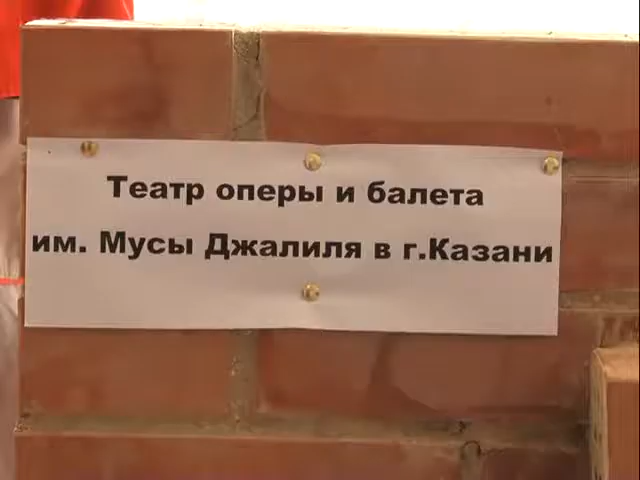 Театр оперы и балета
им. Мусы Джалиля в г.Казани